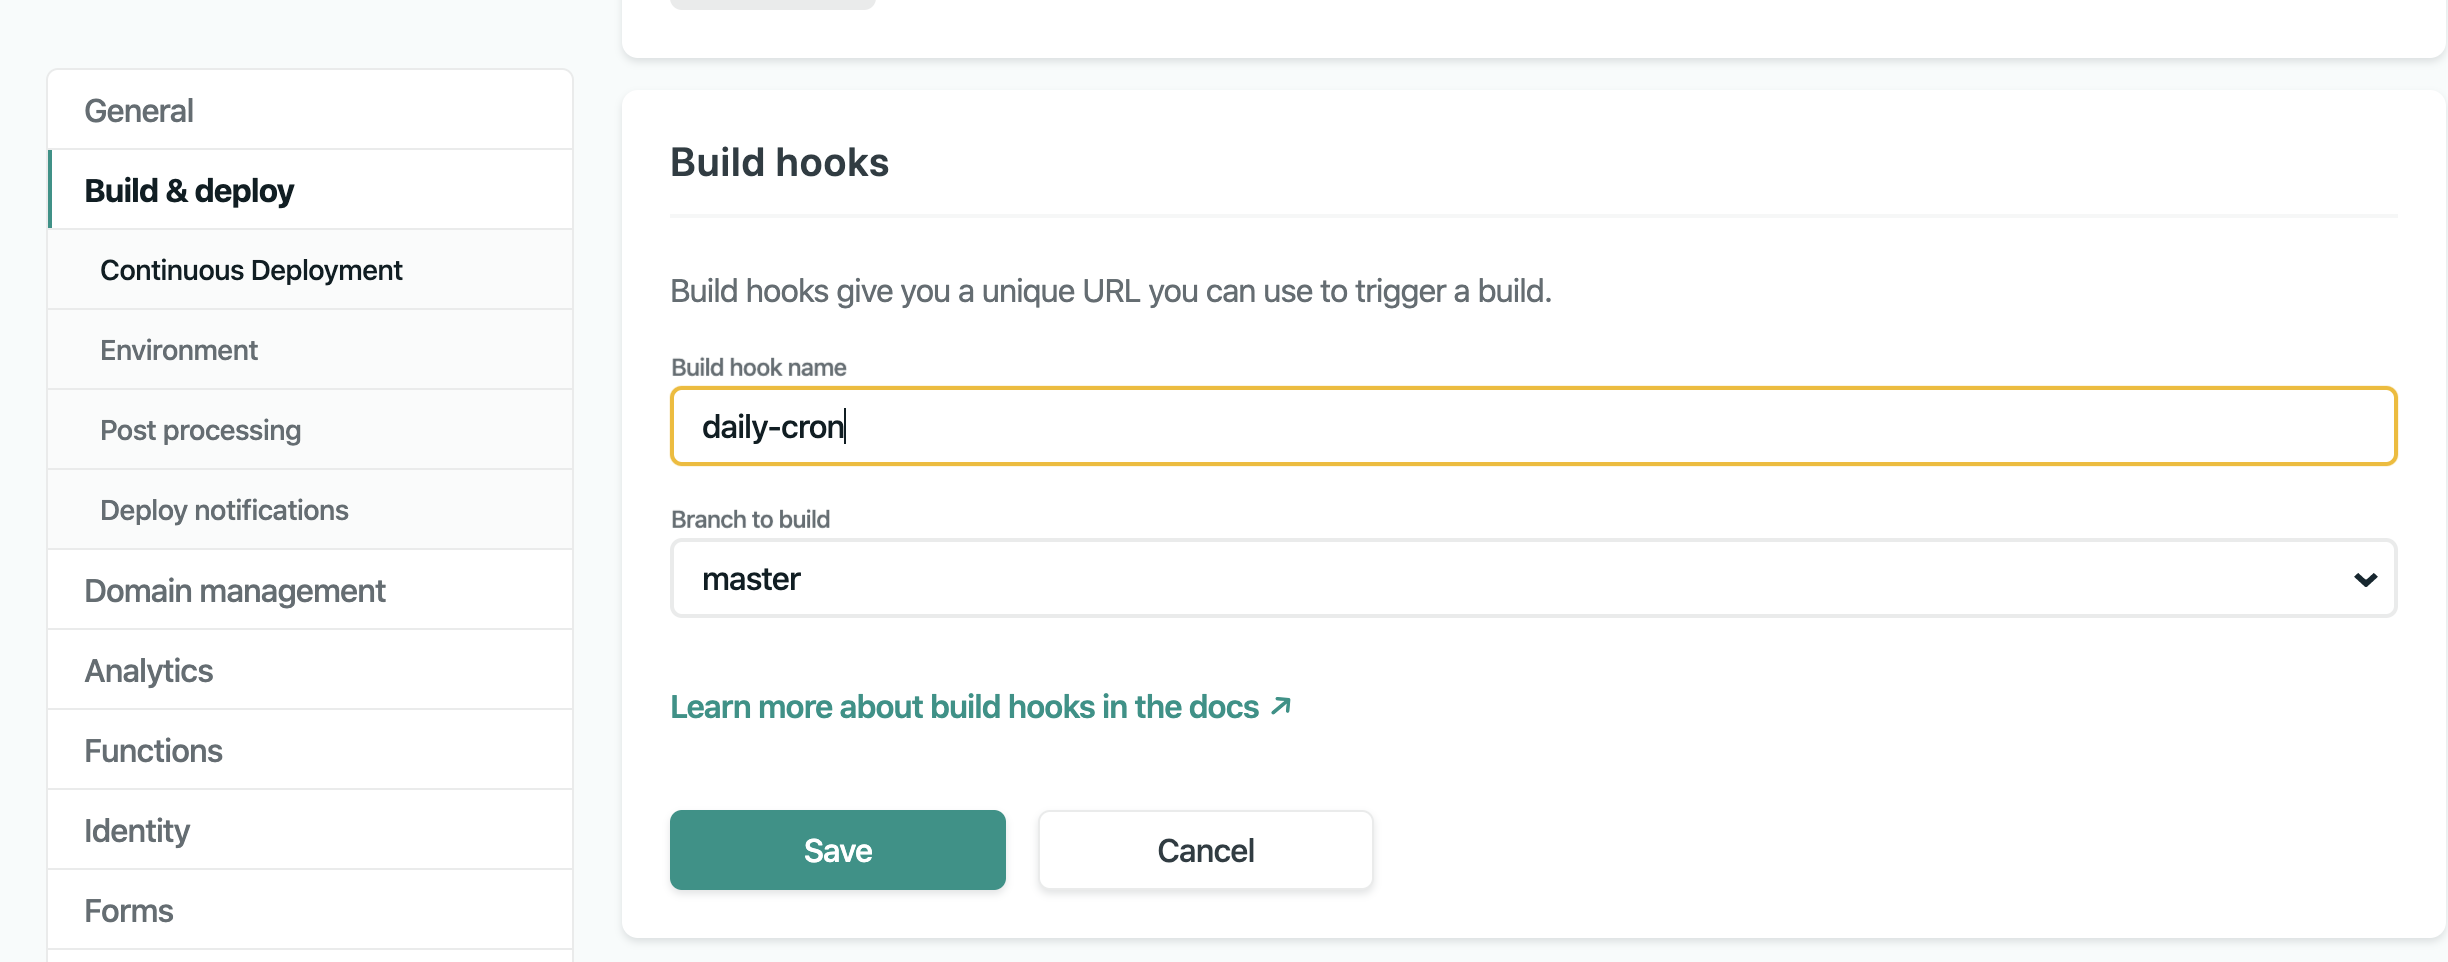 General
Build & deploy
Continuous Deployment
Environment
Post processing
Deploy notifications
Domain management
Analytics
Functions
Identity
Forms
Build hooks
Build hooks give you a unique URL you can use to trigger a build.
Build hook name
daily-cron
Branch to build
master
Learn more about build hooks in the docs
Save
Cancel